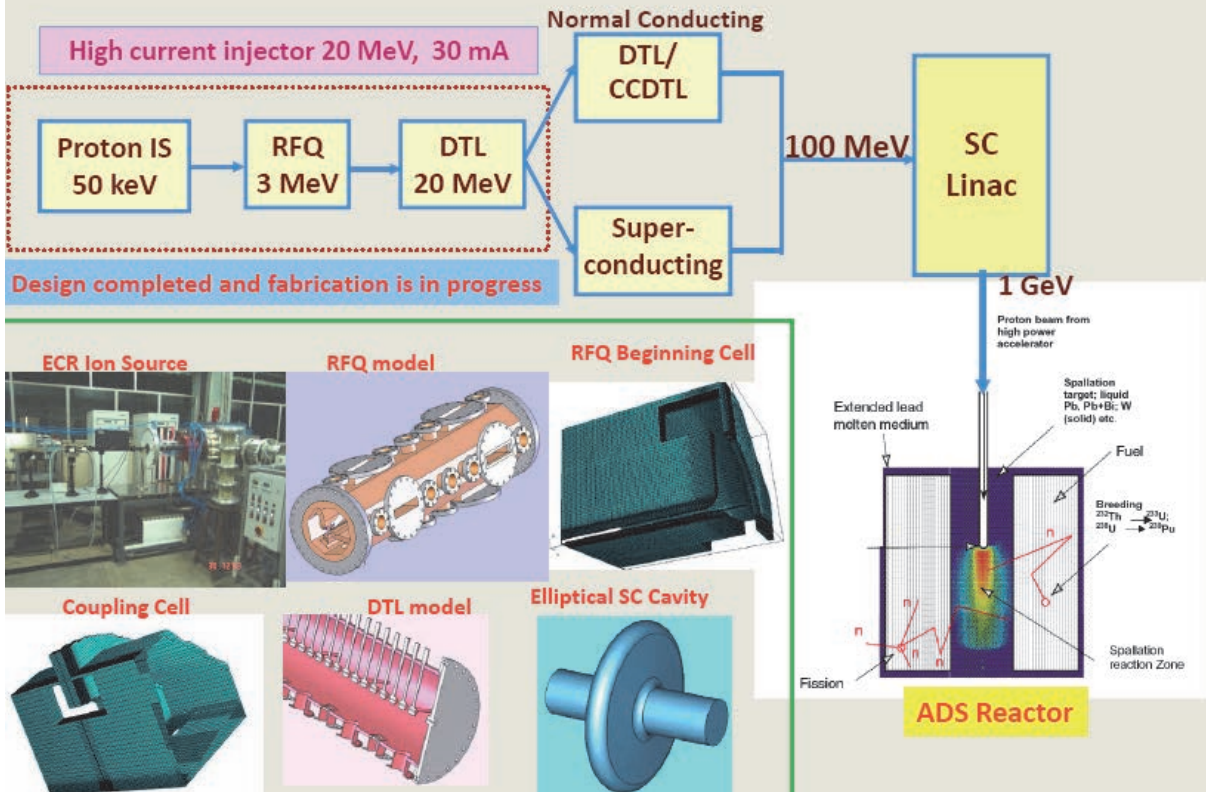 Normal Conducting
High current injector 20 MeV, 30 mA
Proton IS
50 keV
RFQ
3 MeV
DTL
20 MeV
DTL/
CCDTL
Super-
conducting
100 MeV
SC
Linac
Design completed and fabrication is in progress
1 GeV
Proton beam from
high power
accelerator
ECR Ion Source
RFQ model
RFQ Beginning Cell
Coupling Cell
DTL model
Elliptical SC Cavity
Spallation
target; liquid
Pb, Pb+Bi; W
(solid) etc.
Extended lead
molten medium
Fuel
Breeding
²³²Th → ²³³U;
²³⁸U → ²³⁹Pu
n
n
n
n
n
Spallation
reaction Zone
Fission
ADS Reactor